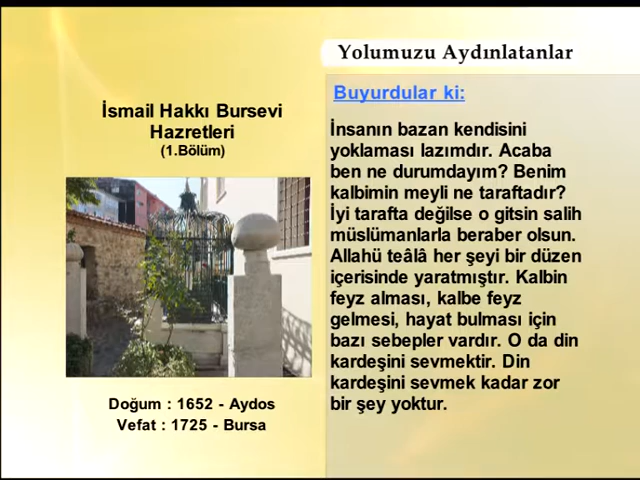 Yolumuzu Aydınlatanlar
İsmail Hakkı Bursevi
Hazretleri
(1.Bölüm)
Doğum : 1652 - Aydos
Vefat : 1725 - Bursa
Buyurdular ki:
İnsanın bazan kendisini
yoklaması lazımdır. Acaba
ben ne durumdayım? Benim
kalbimin meyli ne taraftadır?
İyi tarafta değilse o gitsin salih
müslümanlarla beraber olsun.
Allahü teâlâ her şeyi bir düzen
içerisinde yaratmıştır. Kalbin
feyz alması, kalbe feyz
gelmesi, hayat bulması için
bazı sebepler vardır. O da din
kardeşini sevmektir. Din
kardeşini sevmek kadar zor
bir şey yoktur.